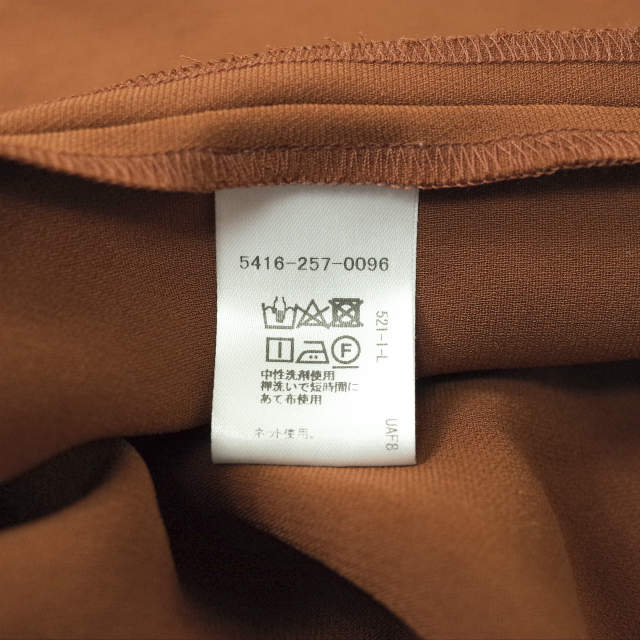 5416-257-0096
F
中性洗剤使用
押洗いで短時間に
あて布使用
ネット使用。
521-1-L
UAF8